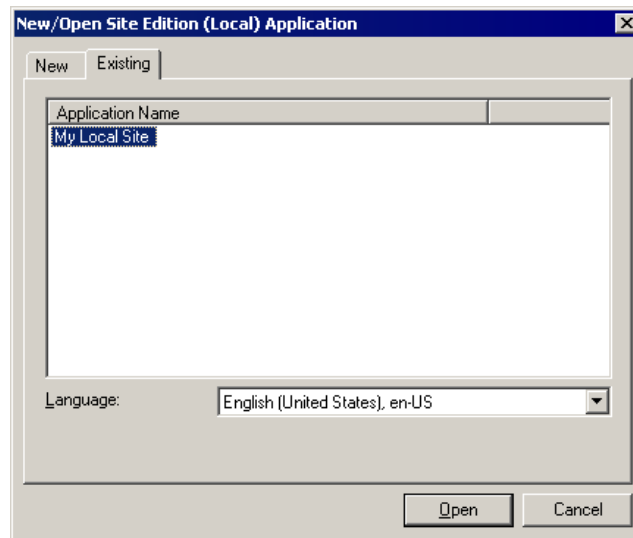 New/Open Site Edition (Local) Application
New
Existing
Application Name
My Local Site
Language:
English (United States), en-US
Open
Cancel